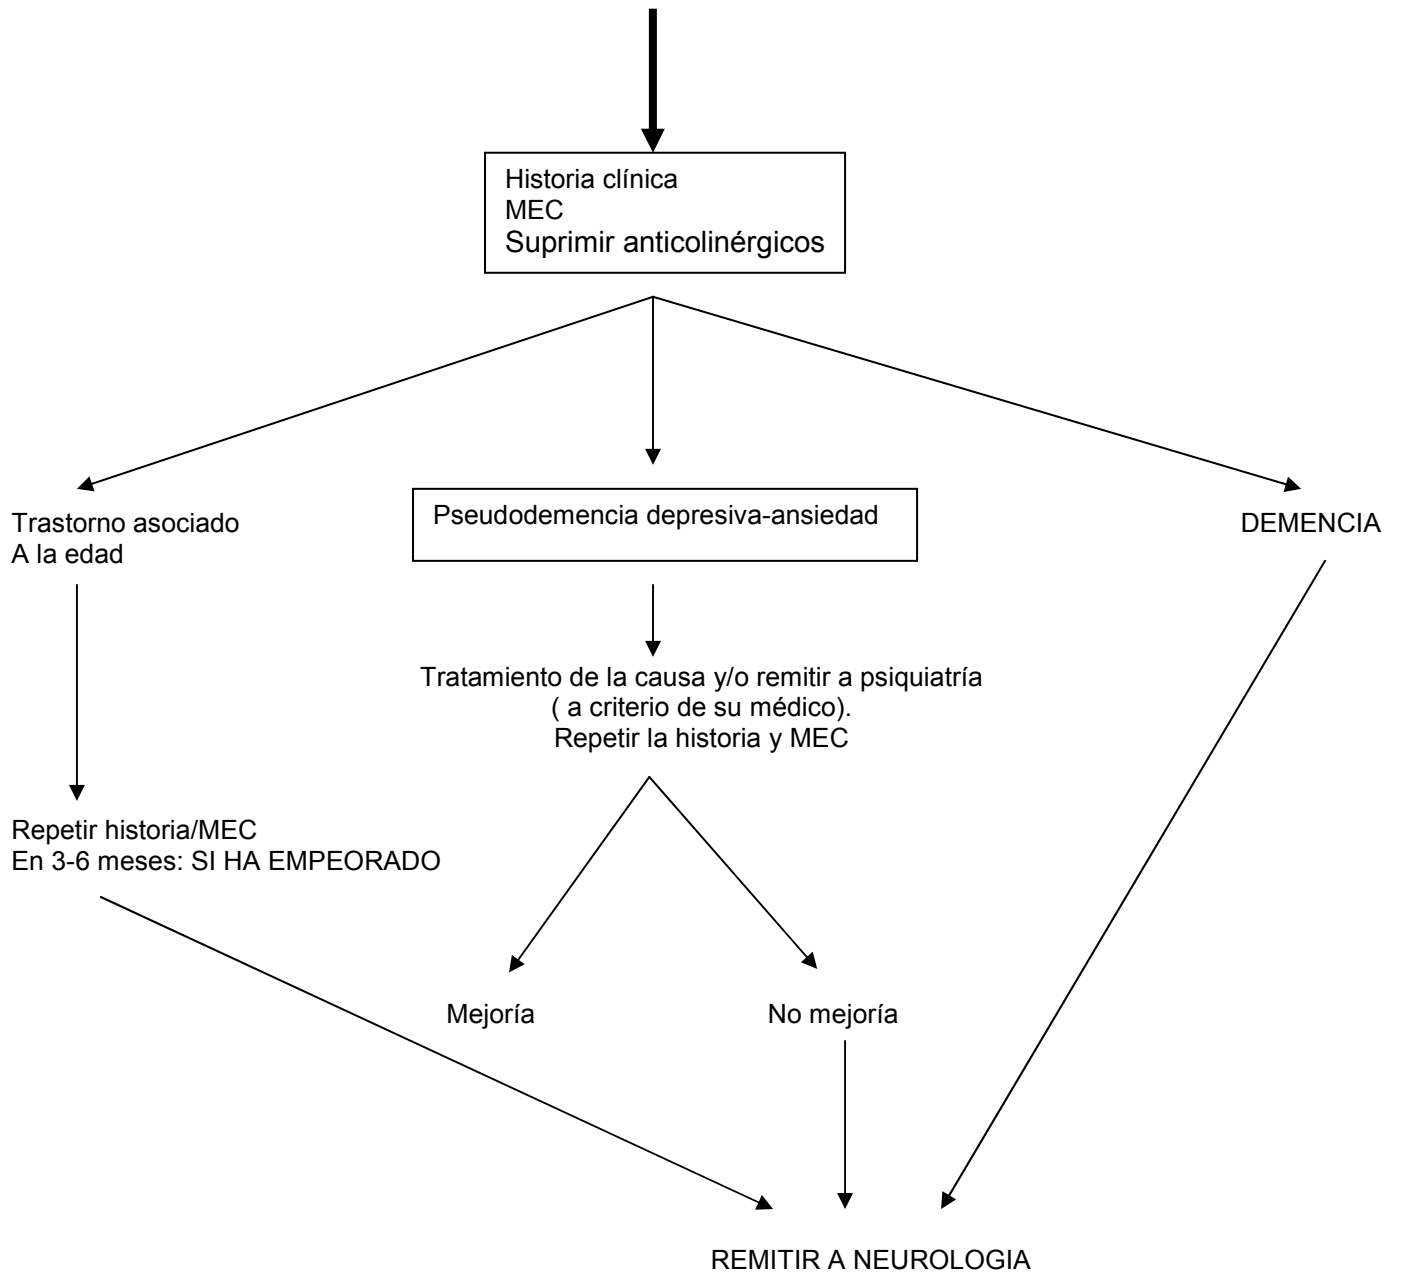 Historia clínica
MEC
Suprimir anticolinérgicos
Trastorno asociado
A la edad
Pseudodemencia depresiva-ansiedad
DEMENCIA
Tratamiento de la causa y/o remitir a psiquiatría
( a criterio de su médico).
Repetir la historia y MEC
Repetir historia/MEC
En 3-6 meses: SI HA EMPEORADO
Mejoría
No mejoría
REMITIR A NEUROLOGIA